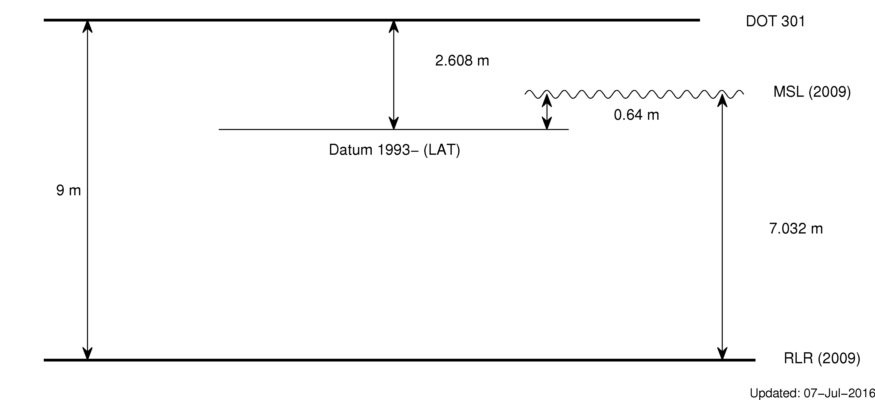 DOT 301
2.608 m
MSL (2009)
0.64 m
Datum 1993− (LAT)
9 m
7.032 m
RLR (2009)
Updated: 07−Jul−2016